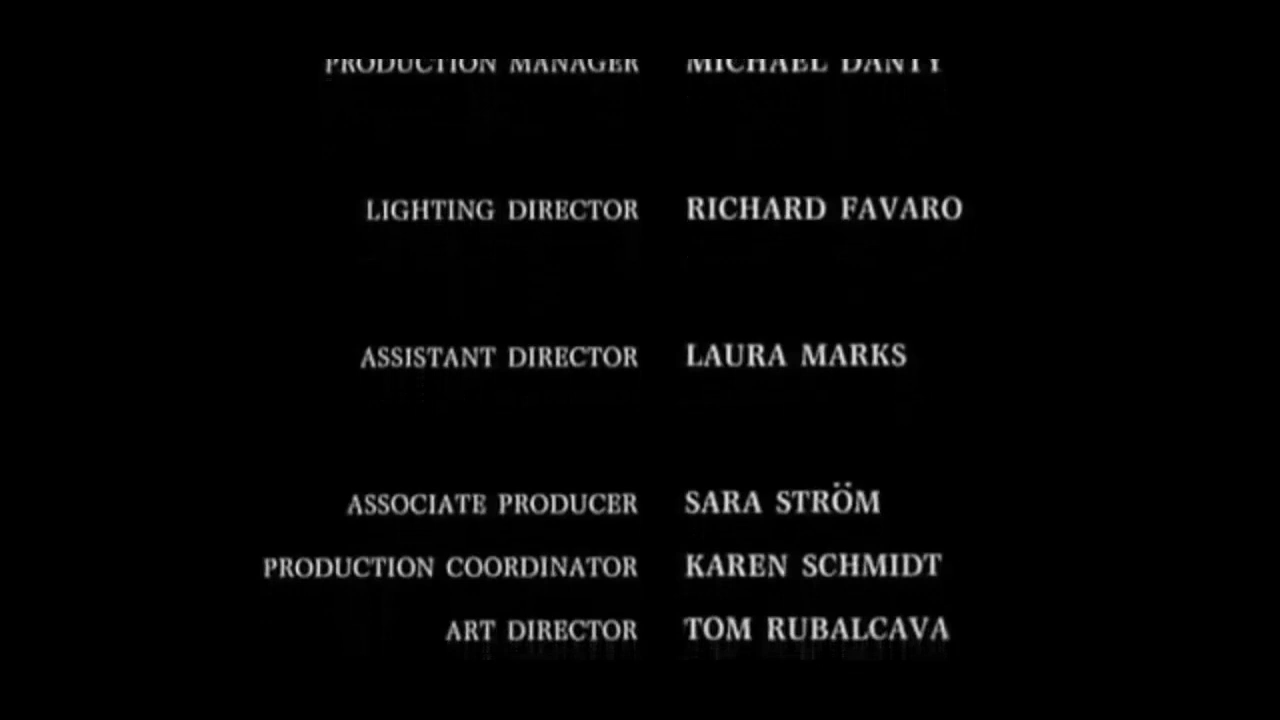 PRODUCTION MANAGER MICHAEL DANTY
LIGHTING DIRECTOR RICHARD FAVARO
ASSISTANT DIRECTOR LAURA MARKS
ASSOCIATE PRODUCER SARA STRÖM
PRODUCTION COORDINATOR KAREN SCHMIDT
ART DIRECTOR TOM RUBALCAVA